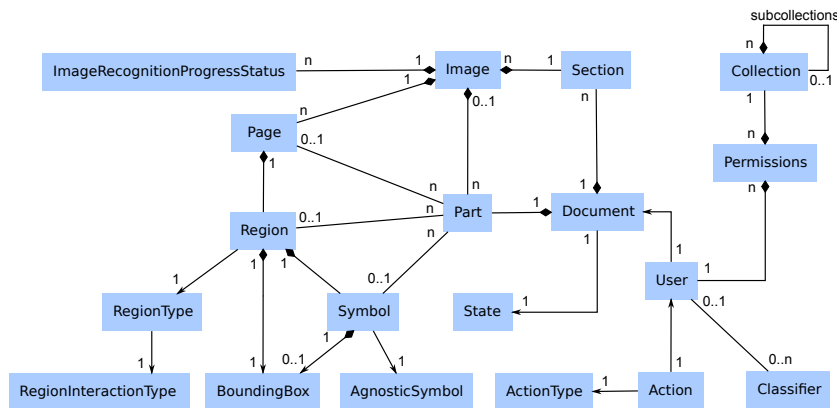 subcollections
n 1 n 1 n
ImageRecognitionProgressStatus Image Section Collection
1 0..1 n 0..1
n 1
Page 0..1
1 n
Permissions
n n 1 n
0..1 n Part 1 Document
Region n 1 1
1 1 1
User
1 0..1 0..1
RegionType Symbol State 1
1 1 0..1 1 1 0..n
RegionInteractionType BoundingBox AgnosticSymbol ActionType 1 Action Classifier